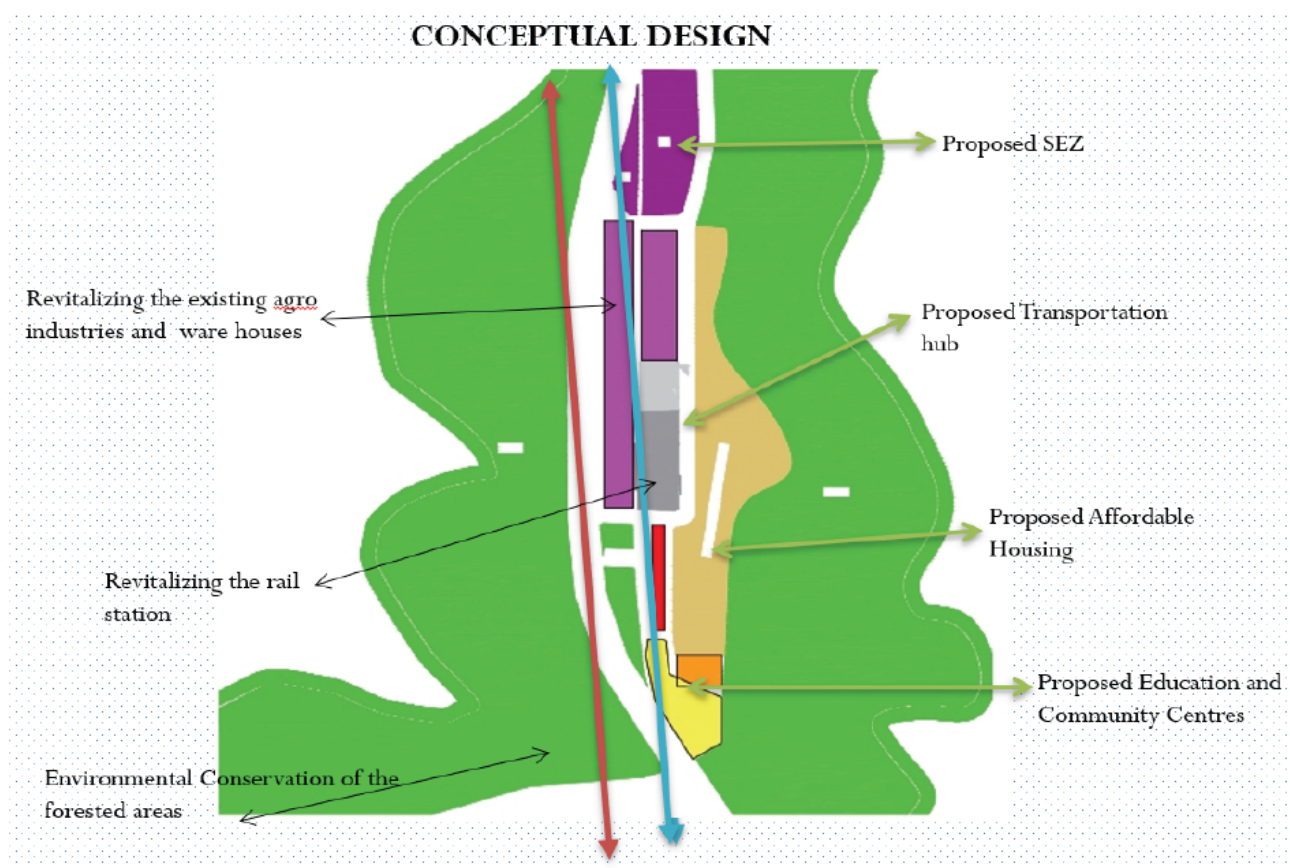 CONCEPTUAL DESIGN
Proposed SEZ
Revitalizing the existing agro
industries and ware houses
Proposed Transportation
hub
Proposed Affordable
Housing
Revitalizing the rail
station
Proposed Education and
Community Centres
Environmental Conservation of the
forested areas